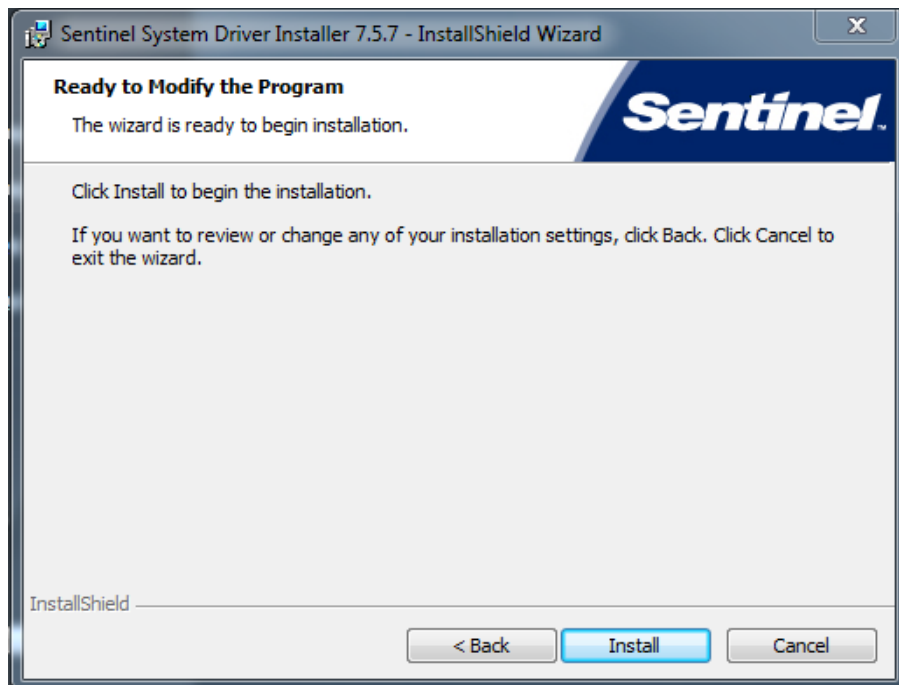 Sentinel System Driver Installer 7.5.7 - InstallShield Wizard
X
Ready to Modify the Program
The wizard is ready to begin installation.
Sentinel™
Click Install to begin the installation.
If you want to review or change any of your installation settings, click Back. Click Cancel to
exit the wizard.
InstallShield
< Back
Install
Cancel